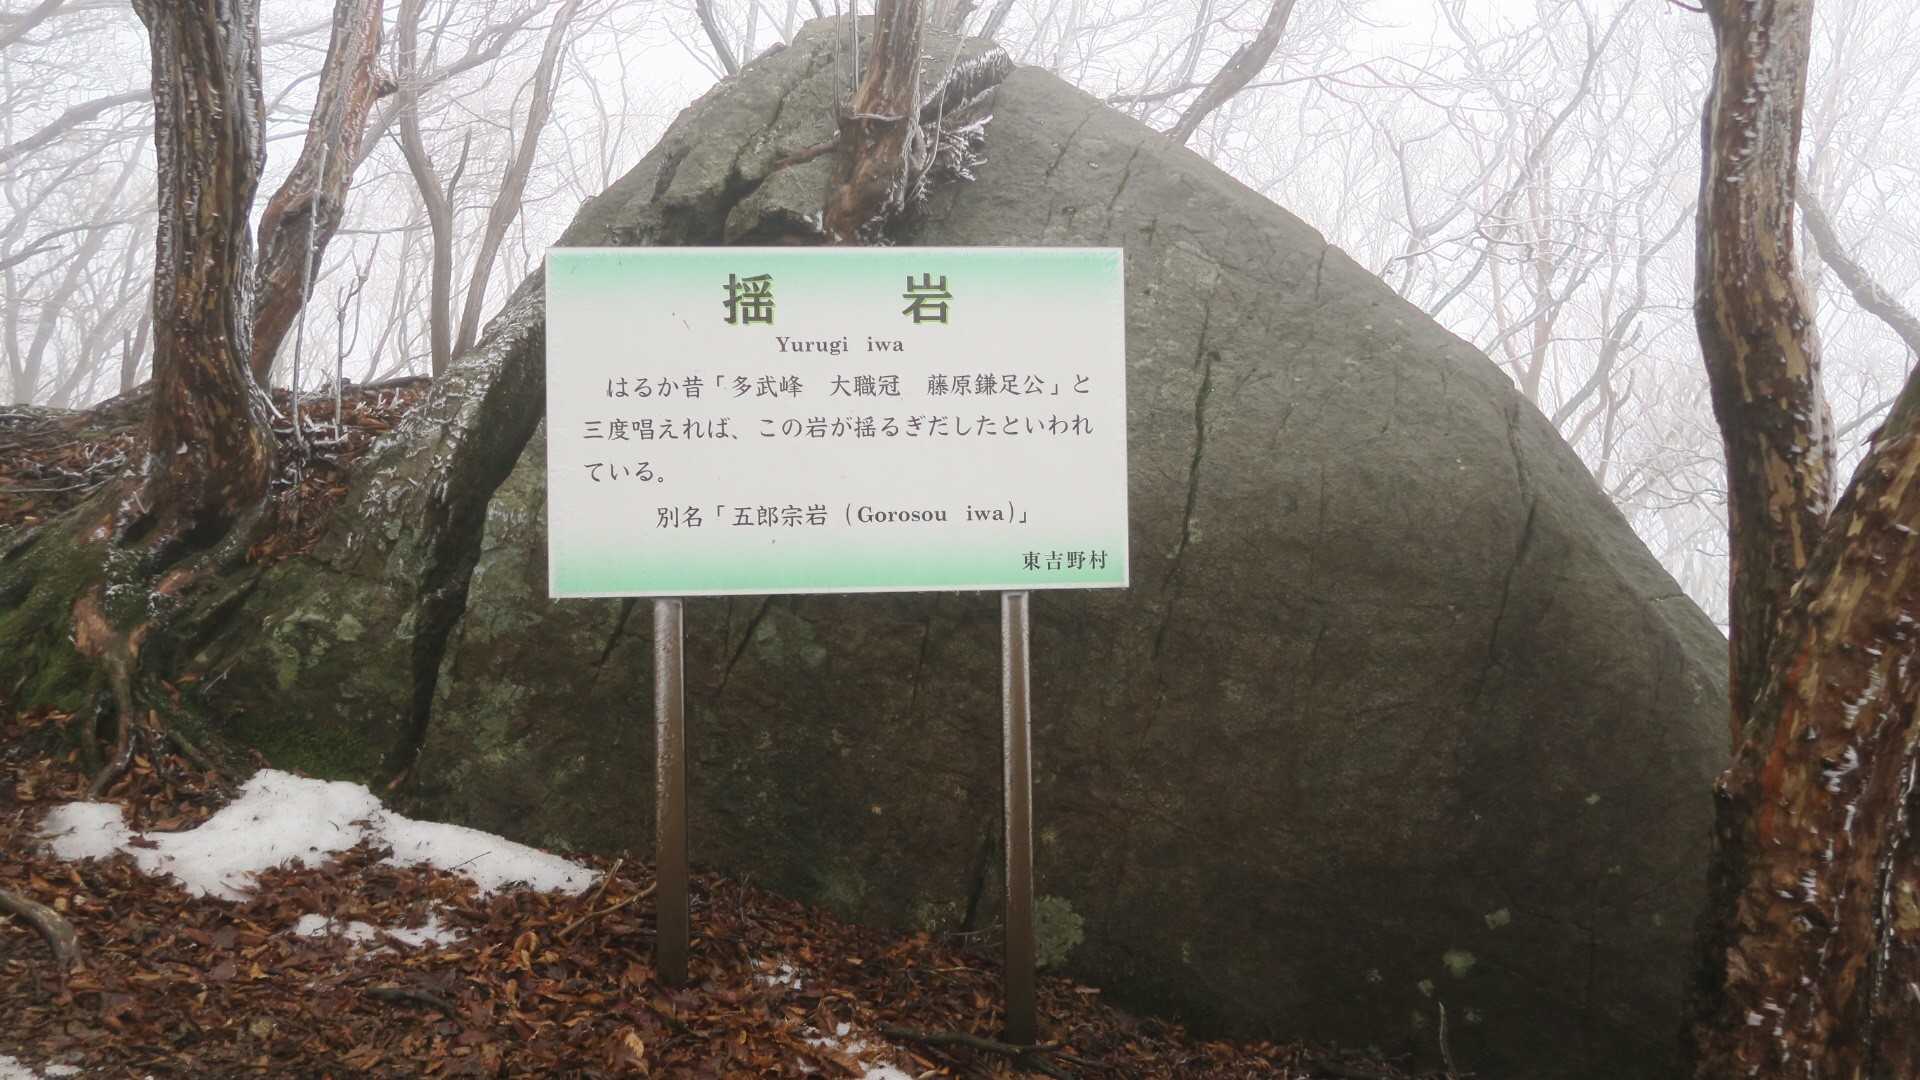 揺　岩
Yurugi iwa
はるか昔「多武峰　大職冠　藤原鎌足公」と
三度唱えれば、この岩が揺るぎだしたといわれ
ている。
別名「五郎宗岩（Gorosou iwa）」
東吉野村